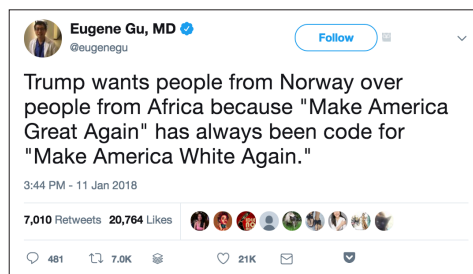 Eugene Gu, MD
@eugenegu
Follow
Trump wants people from Norway over
people from Africa because "Make America
Great Again" has always been code for
"Make America White Again."
3:44 PM - 11 Jan 2018
7,010 Retweets 20,764 Likes
481 7.0K 21K